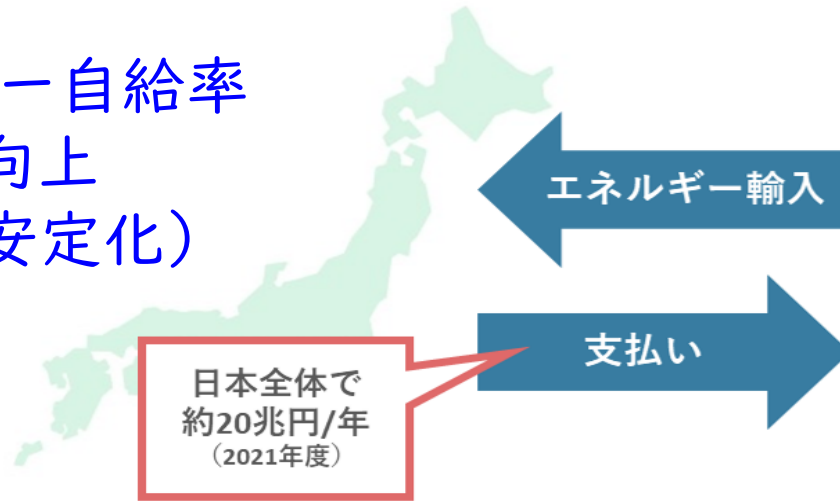 ー自給率
向上
安定化）
エネルギー輸入
支払い
日本全体で
約20兆円/年
（2021年度）